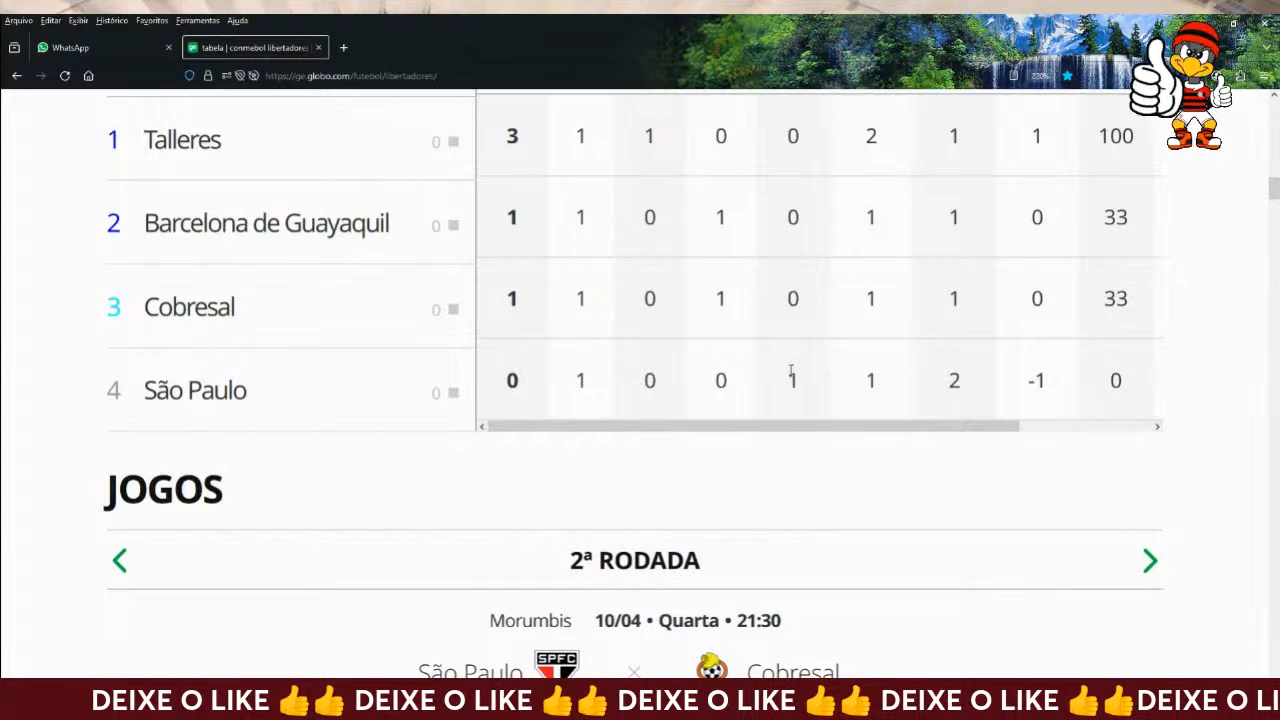 Arquivo Editar Exibir Histórico Favoritos Ferramentas Ajuda
WhatsApp × tabela | conmebol libertadores × +
https://ge.globo.com/futebol/libertadores/ 220%
1 Talleres 0 3 1 1 0 0 2 1 1 100
2 Barcelona de Guayaquil 0 1 1 0 1 0 1 1 0 33
3 Cobresal 0 1 1 0 1 0 1 1 0 33
4 São Paulo 0 0 1 0 0 1 1 2 -1 0
JOGOS
2ª RODADA
Morumbis 10/04 • Quarta • 21:30
São Paulo SPFC × Cobresal
DEIXE O LIKE 👍👍 DEIXE O LIKE 👍👍 DEIXE O LIKE 👍👍 DEIXE O LIKE 👍👍DEIXE O LI